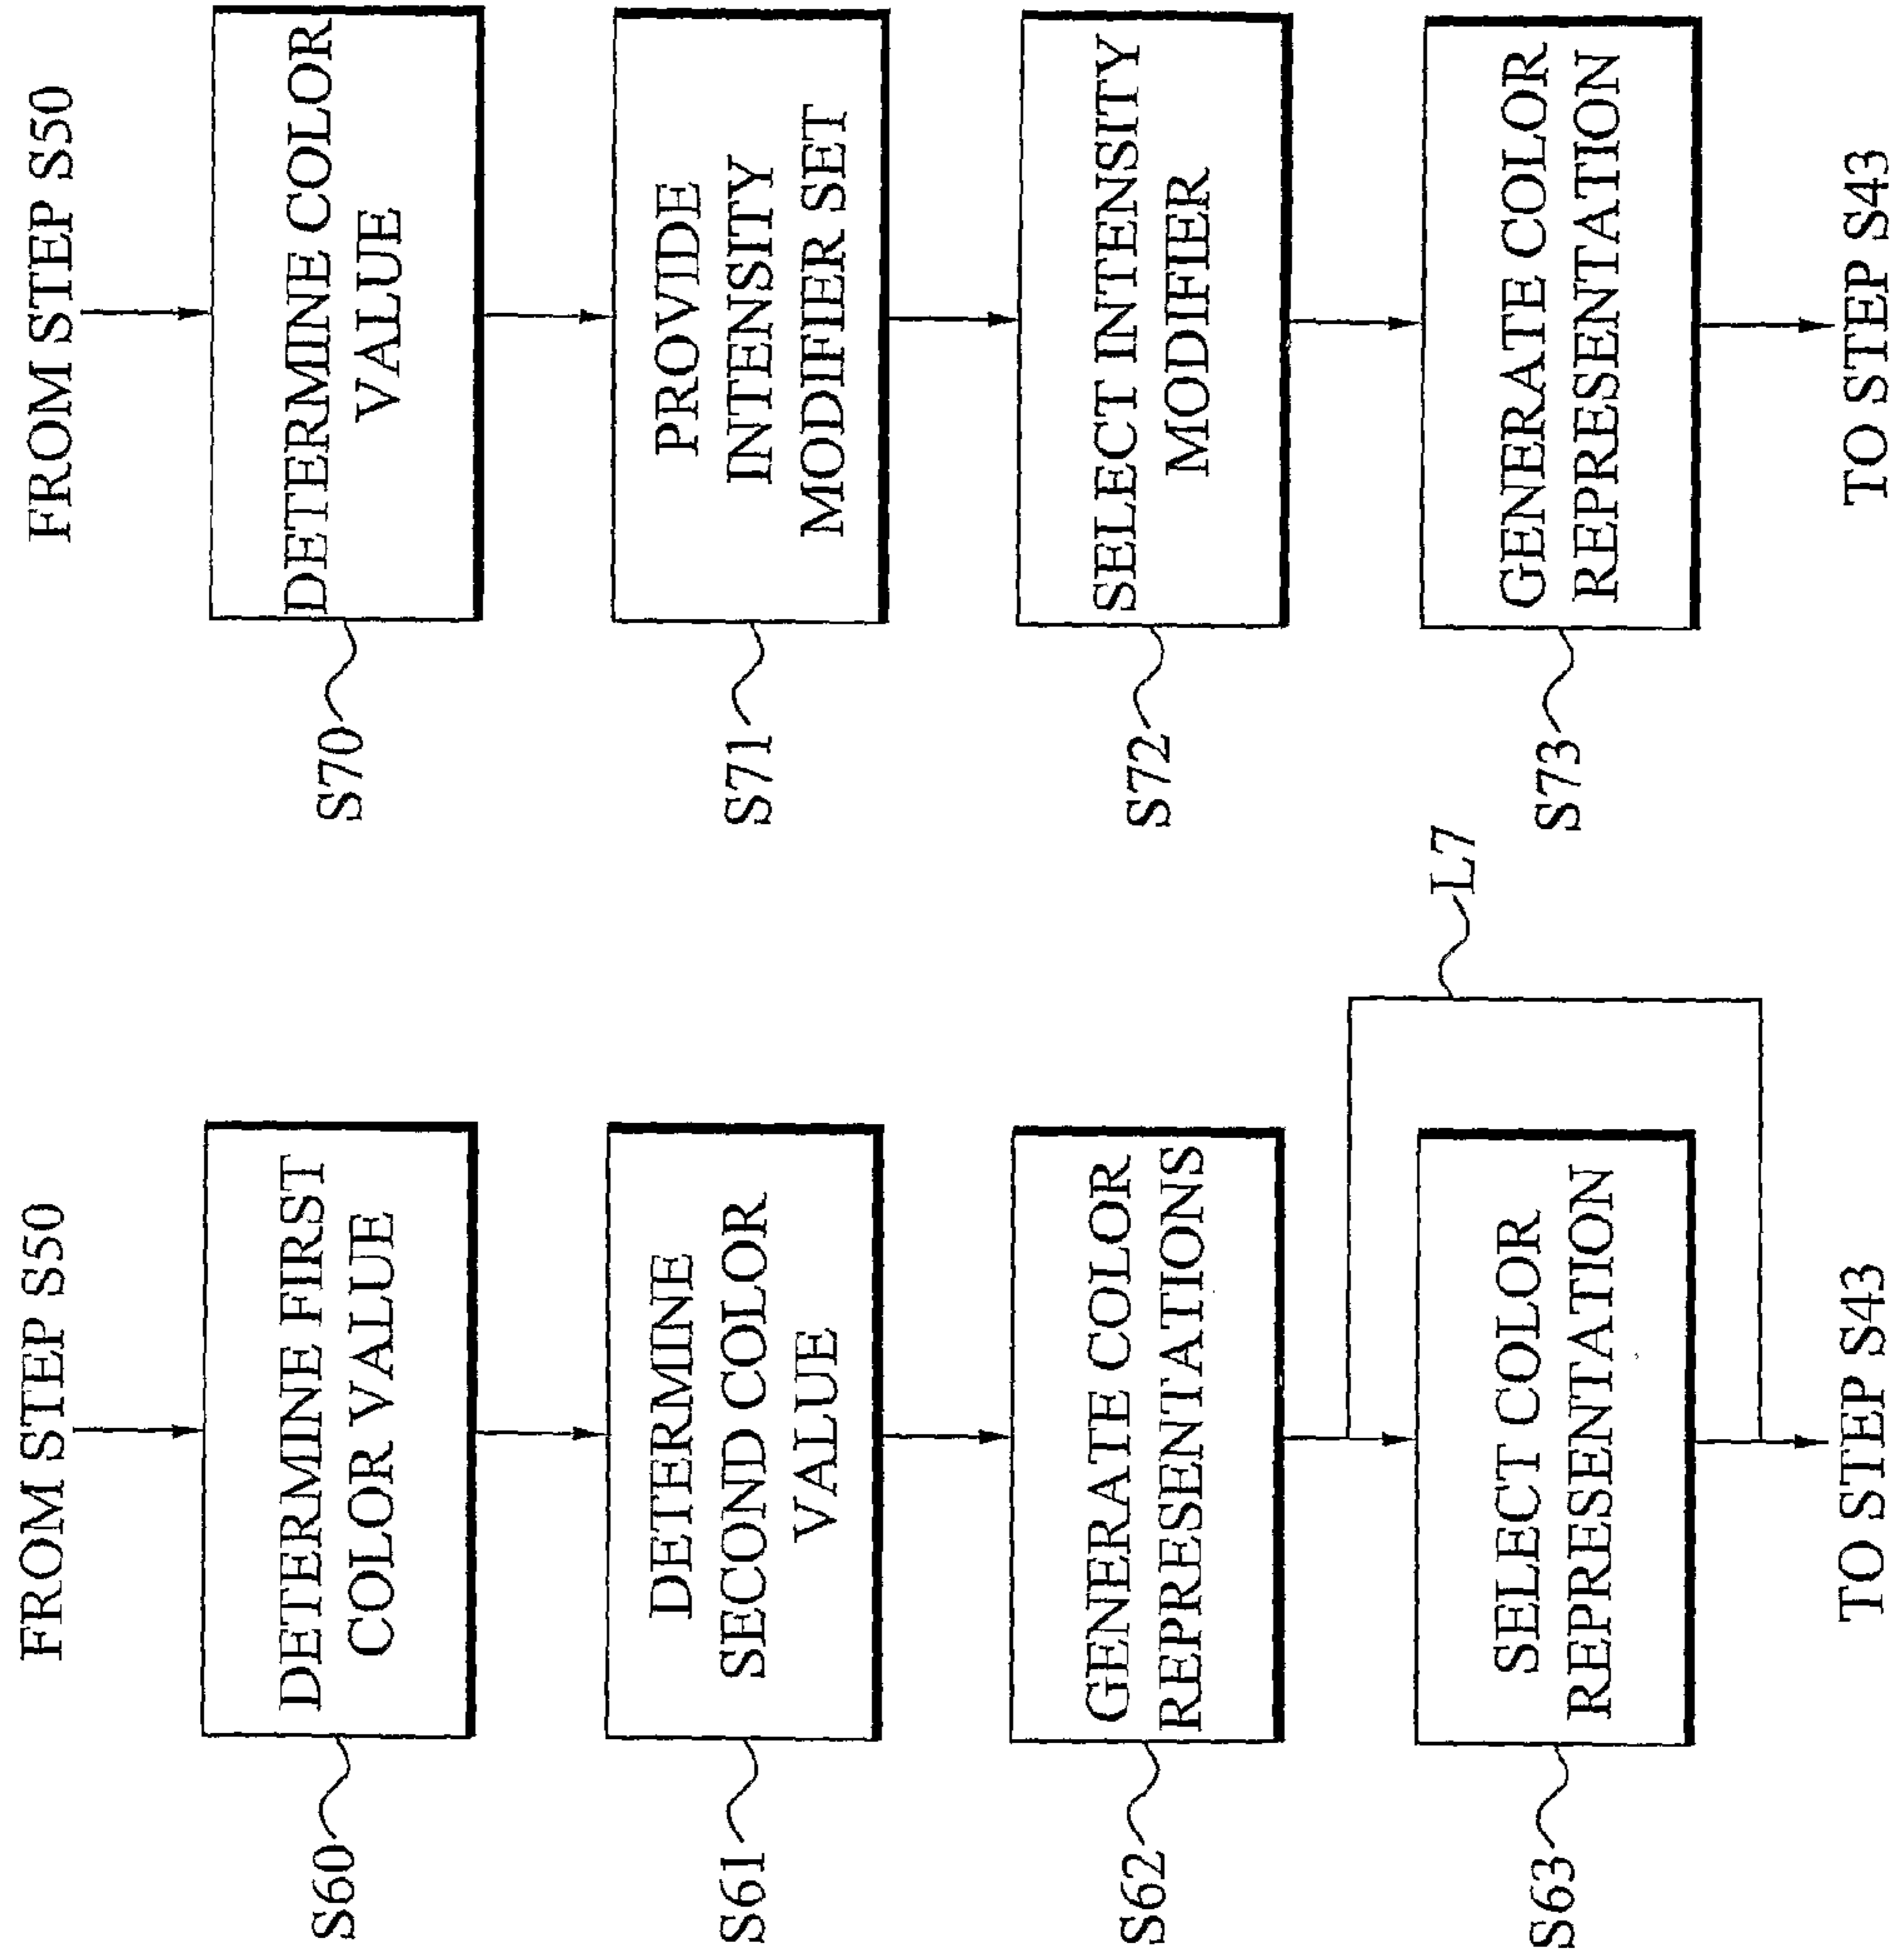 FROM STEP S50
DETERMINE FIRST
COLOR VALUE
S60
DETERMINE
SECOND COLOR
VALUE
S61
GENERATE COLOR
REPRESENTATIONS
S62
L7
SELECT COLOR
REPRESENTATION
S63
TO STEP S43
FROM STEP S50
DETERMINE COLOR
VALUE
S70
PROVIDE
INTENSITY
MODIFIER SET
S71
SELECT INTENSITY
MODIFIER
S72
GENERATE COLOR
REPRESENTATION
S73
TO STEP S43